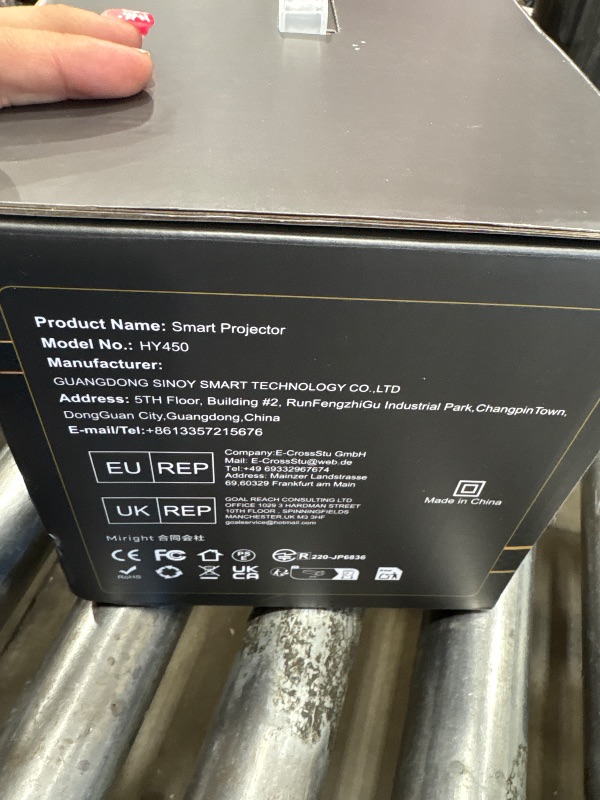 Product Name: Smart Projector
Model No.: HY450
Manufacturer:
GUANGDONG SINOY SMART TECHNOLOGY CO.,LTD
Address: 5TH Floor, Building #2, RunFengzhiGu Industrial Park,ChangpinTown,
DongGuan City,Guangdong,China
E-mail/Tel:+8613357215676
EU REP
Company:E-CrossStu GmbH
Mail: E-CrossStu@web.de
Tel:+49 69332967674
Address: Mainzer Landstrasse
69,60329 Frankfurt am Main
UK REP
GOAL REACH CONSULTING LTD
OFFICE 1029 3 HARDMAN STREET
10TH FLOOR , SPINNINGFIELDS
MANCHESTER,UK M3 3HF
goalservice@hotmail.com
Made in China
Miright 合同会社
CE FC PS E R 220-JP6836
RoHS UK CA